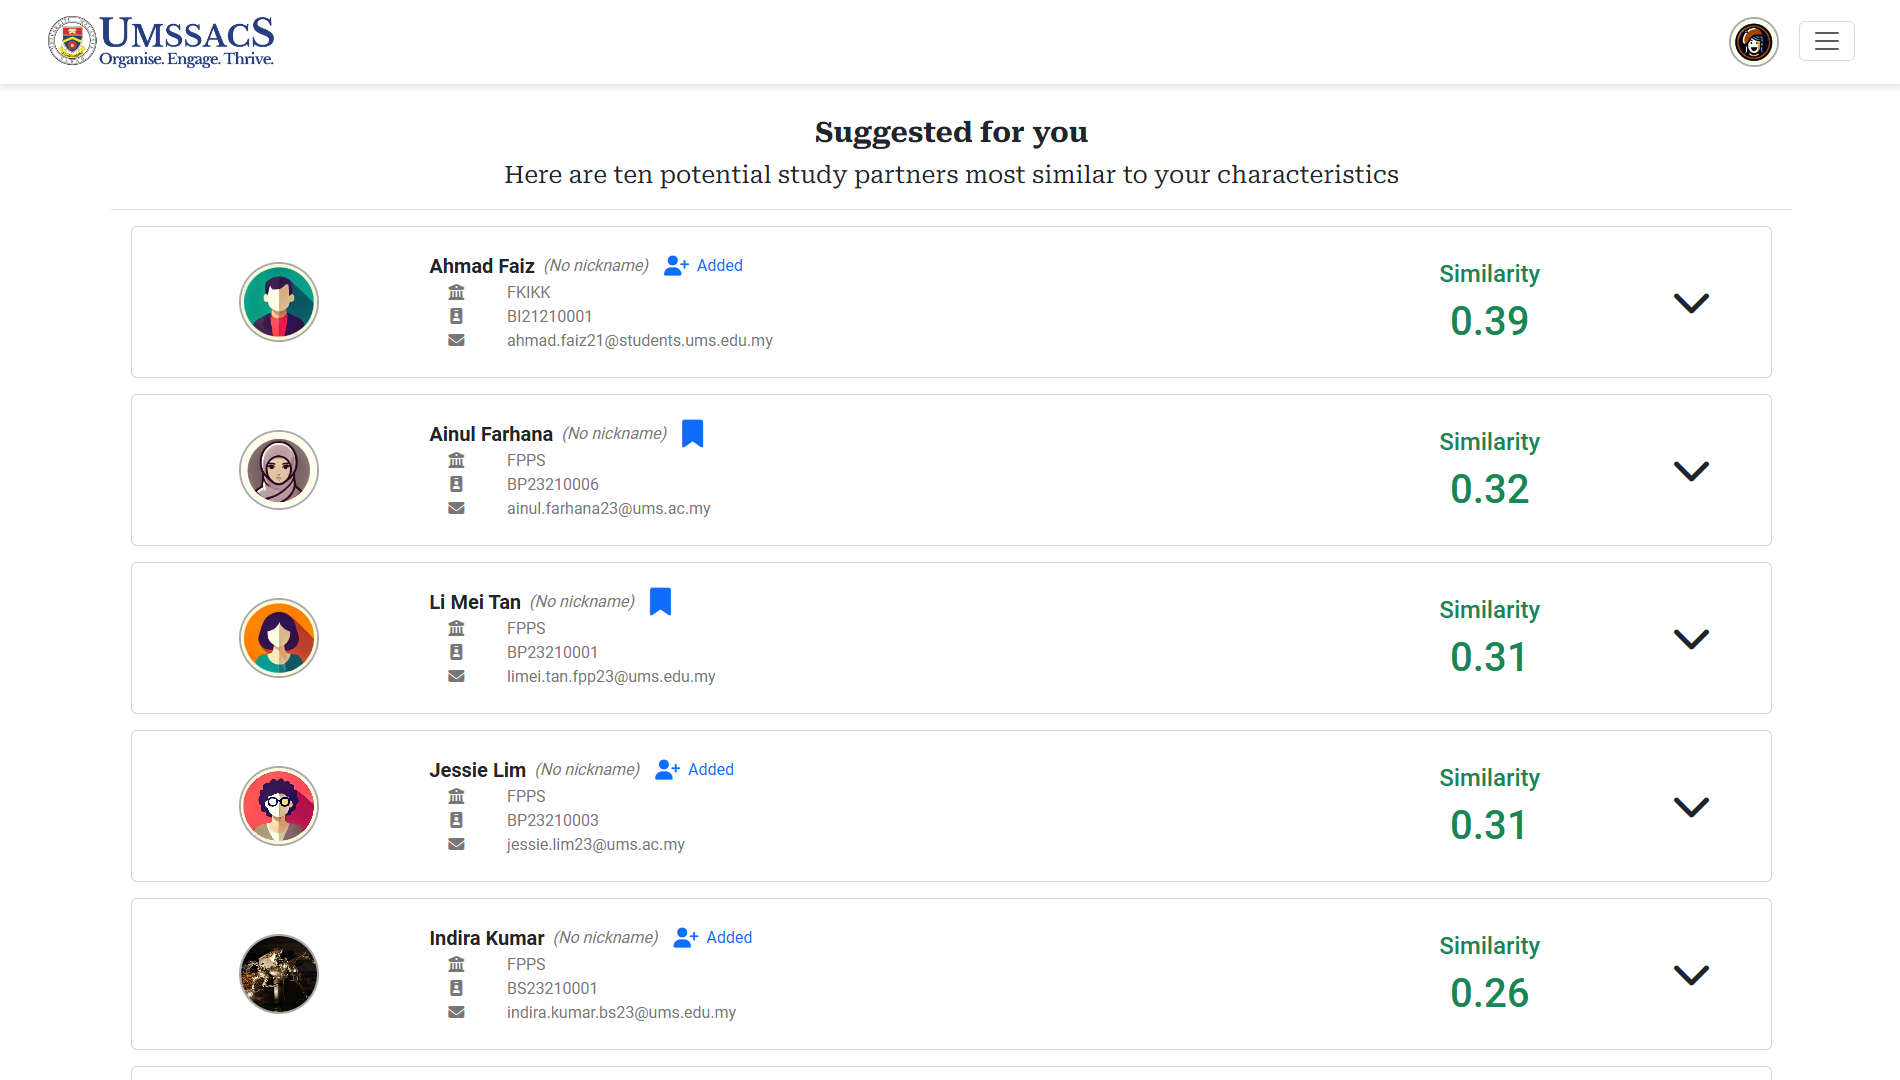 UMSSACS
Organise. Engage. Thrive.
Suggested for you
Here are ten potential study partners most similar to your characteristics
Ahmad Faiz (No nickname) Added
FKIKK
BI21210001
ahmad.faiz21@students.ums.edu.my
Similarity
0.39
Ainul Farhana (No nickname)
FPPS
BP23210006
ainul.farhana23@ums.ac.my
Similarity
0.32
Li Mei Tan (No nickname)
FPPS
BP23210001
limei.tan.fpp23@ums.edu.my
Similarity
0.31
Jessie Lim (No nickname) Added
FPPS
BP23210003
jessie.lim23@ums.ac.my
Similarity
0.31
Indira Kumar (No nickname) Added
FPPS
BS23210001
indira.kumar.bs23@ums.edu.my
Similarity
0.26